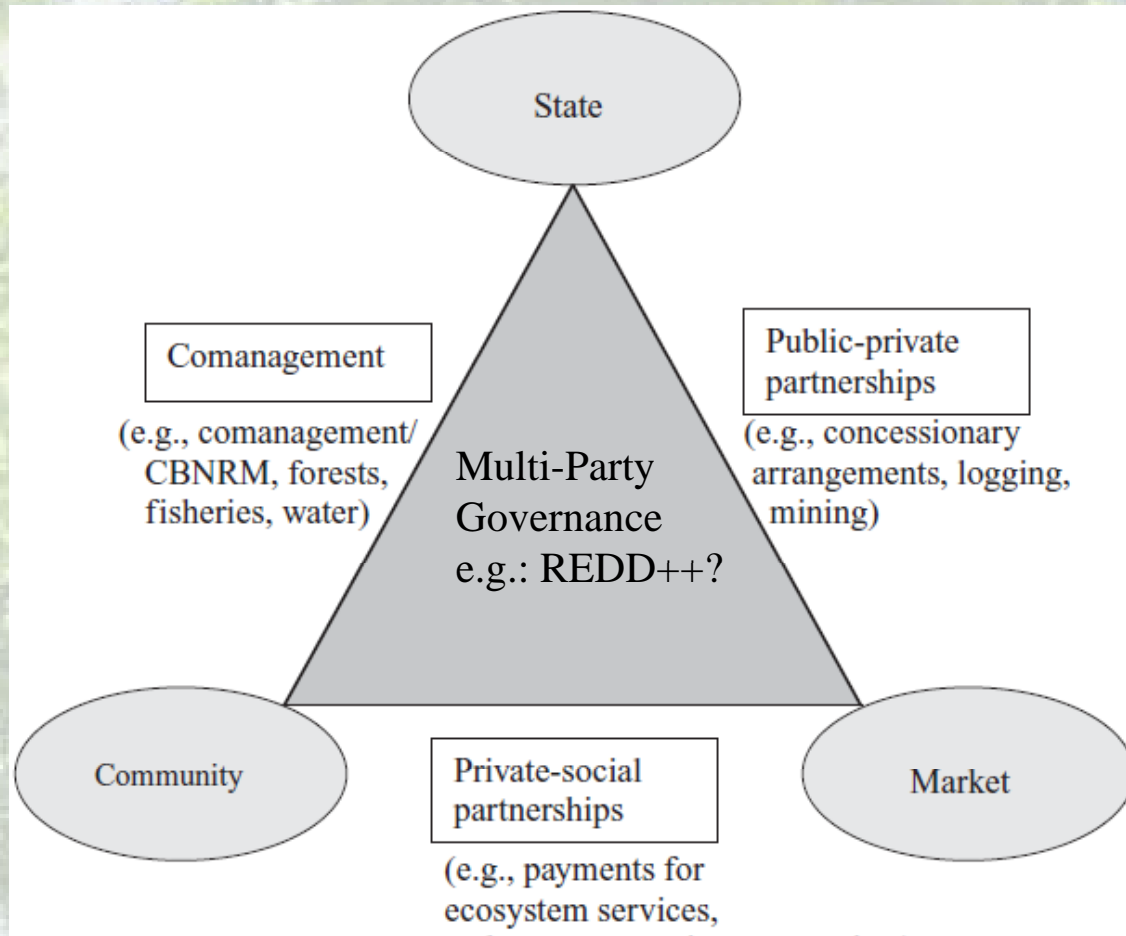 State
Comanagement
(e.g., comanagement/
CBNRM, forests,
fisheries, water)
Public-private
partnerships
(e.g., concessionary
arrangements, logging,
mining)
Multi-Party
Governance
e.g.: REDD++?
Community
Private-social
partnerships
(e.g., payments for
ecosystem services,
Market